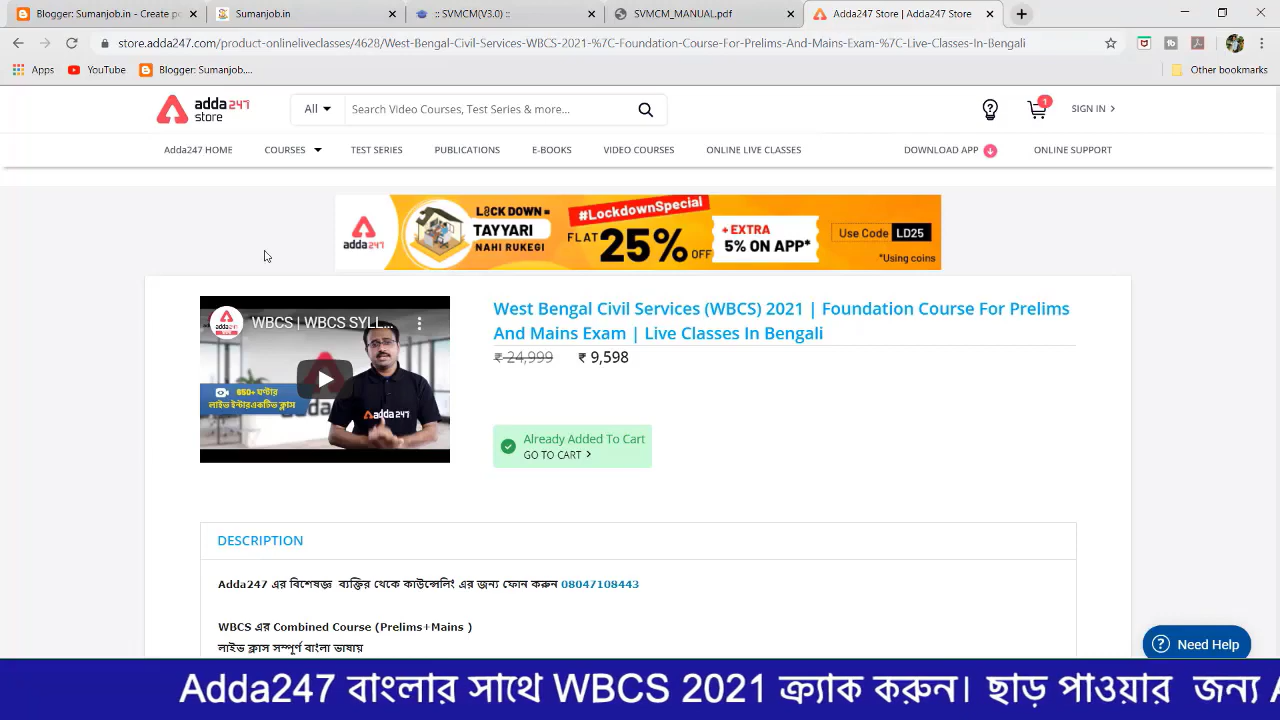 Blogger: Sumanjob.in - Create po
Sumanjob.in
:: SVMCM(V3.0) ::
SVMCM_MANUAL.pdf
Adda247 Store | Adda247 Store
store.adda247.com/product-onlineliveclasses/4628/West-Bengal-Civil-Services-WBCS-2021-%7C-Foundation-Course-For-Prelims-And-Mains-Exam-%7C-Live-Classes-In-Bengali
Apps
YouTube
Blogger: Sumanjob....
Other bookmarks
adda 247
store
All
Search Video Courses, Test Series & more...
1
SIGN IN >
Adda247 HOME
COURSES
TEST SERIES
PUBLICATIONS
E-BOOKS
VIDEO COURSES
ONLINE LIVE CLASSES
DOWNLOAD APP
ONLINE SUPPORT
adda 247
LOCK DOWN =
TAYYARI
NAHI RUKEGI
#LockdownSpecial
FLAT 25% OFF
+EXTRA
5% ON APP*
Use Code LD25
*Using coins
WBCS | WBCS SYLL...
650+ ঘণ্টার
লাইভ ইন্টারএকটিভ ক্লাস
adda 247
West Bengal Civil Services (WBCS) 2021 | Foundation Course For Prelims
And Mains Exam | Live Classes In Bengali
₹ 24,999 ₹ 9,598
Already Added To Cart
GO TO CART >
DESCRIPTION
Adda247 এর বিশেষজ্ঞ ব্যক্তির থেকে কাউন্সেলিং এর জন্য ফোন করুন 08047108443
WBCS এর Combined Course (Prelims+Mains )
লাইভ ক্লাস সম্পূর্ণ বাংলা ভাষায়
? Need Help
Adda247 বাংলার সাথে WBCS 2021 ক্র্যাক করুন। ছাড় পাওয়ার জন্য A